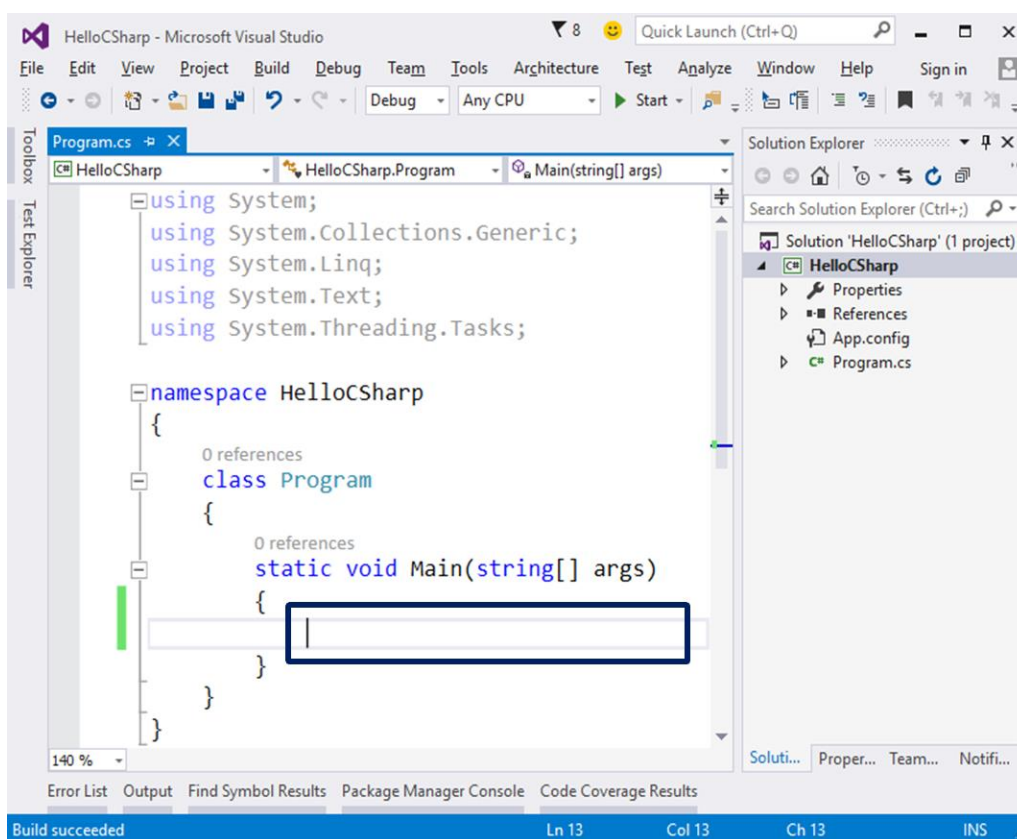 HelloCSharp - Microsoft Visual Studio
8
Quick Launch (Ctrl+Q)
File Edit View Project Build Debug Team Tools Architecture Test Analyze Window Help Sign in
Debug Any CPU Start
Toolbox
Test Explorer
Program.cs
C# HelloCSharp HelloCSharp.Program Main(string[] args)
using System;
using System.Collections.Generic;
using System.Linq;
using System.Text;
using System.Threading.Tasks;
namespace HelloCSharp
{
0 references
class Program
{
0 references
static void Main(string[] args)
{
}
}
}
140 %
Solution Explorer
Search Solution Explorer (Ctrl+;)
Solution 'HelloCSharp' (1 project)
C# HelloCSharp
Properties
References
App.config
C# Program.cs
Soluti... Proper... Team... Notifi...
Error List Output Find Symbol Results Package Manager Console Code Coverage Results
Build succeeded Ln 13 Col 13 Ch 13 INS